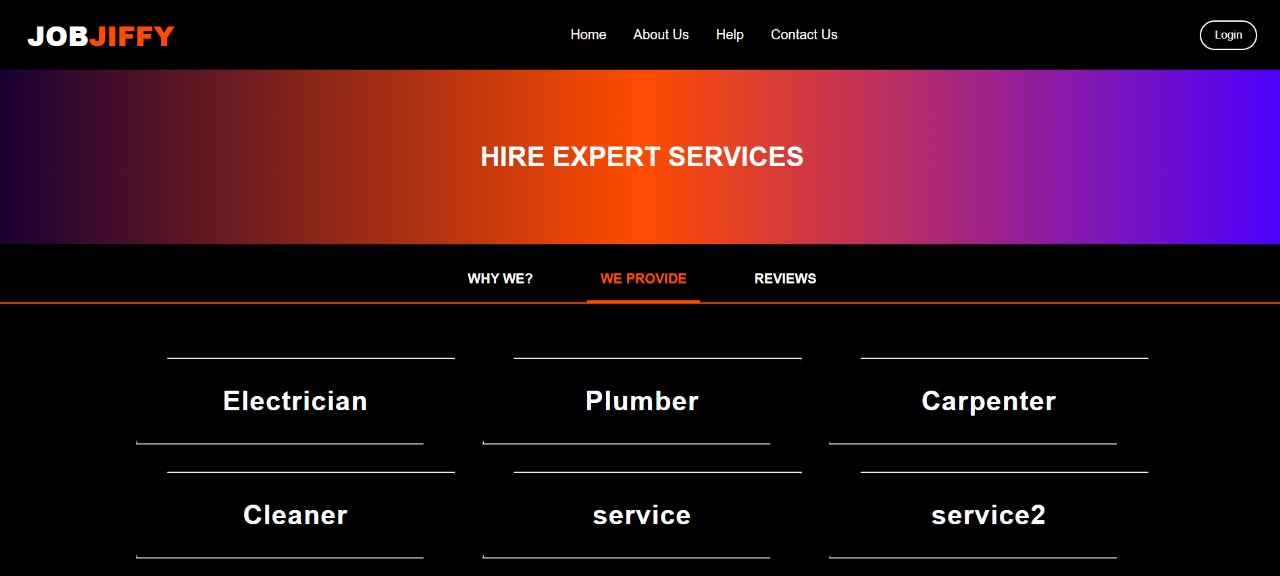 JOBJIFFY Home About Us Help Contact Us Login
HIRE EXPERT SERVICES
WHY WE? WE PROVIDE REVIEWS
Electrician Plumber Carpenter
Cleaner service service2